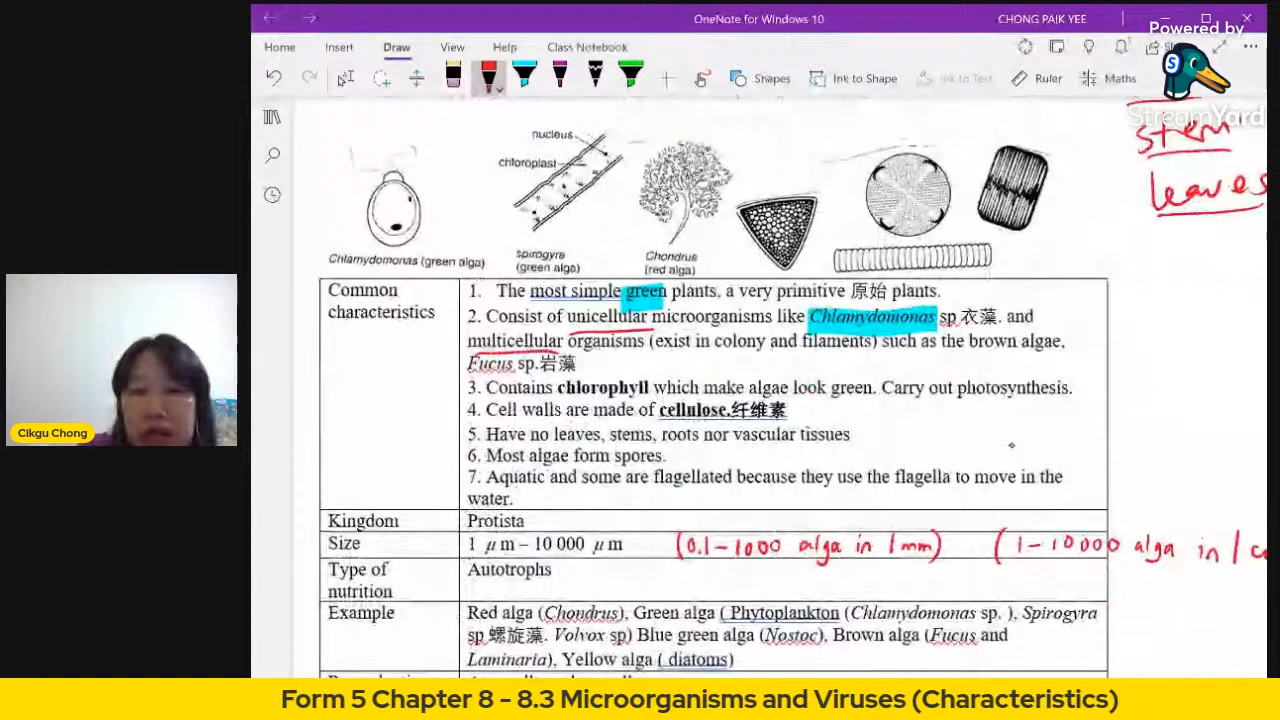 OneNote for Windows 10
CHONG PAIK YEE
Powered by
StreamYard
Home Insert Draw View Help Class Notebook
Shapes Ink to Shape Ink to Text Ruler Maths
stem
leaves
nucleus
chloroplast
Chlamydomonas (green alga)
spirogyra
(green alga)
Chondrus
(red alga)
Common
characteristics
1. The most simple green plants, a very primitive 原始 plants.
2. Consist of unicellular microorganisms like Chlamydomonas sp 衣藻. and
multicellular organisms (exist in colony and filaments) such as the brown algae,
Fucus sp.岩藻
3. Contains chlorophyll which make algae look green. Carry out photosynthesis.
4. Cell walls are made of cellulose.纤维素
5. Have no leaves, stems, roots nor vascular tissues
6. Most algae form spores.
7. Aquatic and some are flagellated because they use the flagella to move in the
water.
Kingdom Protista
Size 1 μm – 10 000 μm (0.1 – 1000 alga in 1 mm) (1 – 10000 alga in 1
Type of
nutrition
Autotrophs
Example
Red alga (Chondrus), Green alga ( Phytoplankton (Chlamydomonas sp. ), Spirogyra
sp 螺旋藻. Volvox sp) Blue green alga (Nostoc), Brown alga (Fucus and
Laminaria), Yellow alga ( diatoms)
Cikgu Chong
Form 5 Chapter 8 - 8.3 Microorganisms and Viruses (Characteristics)